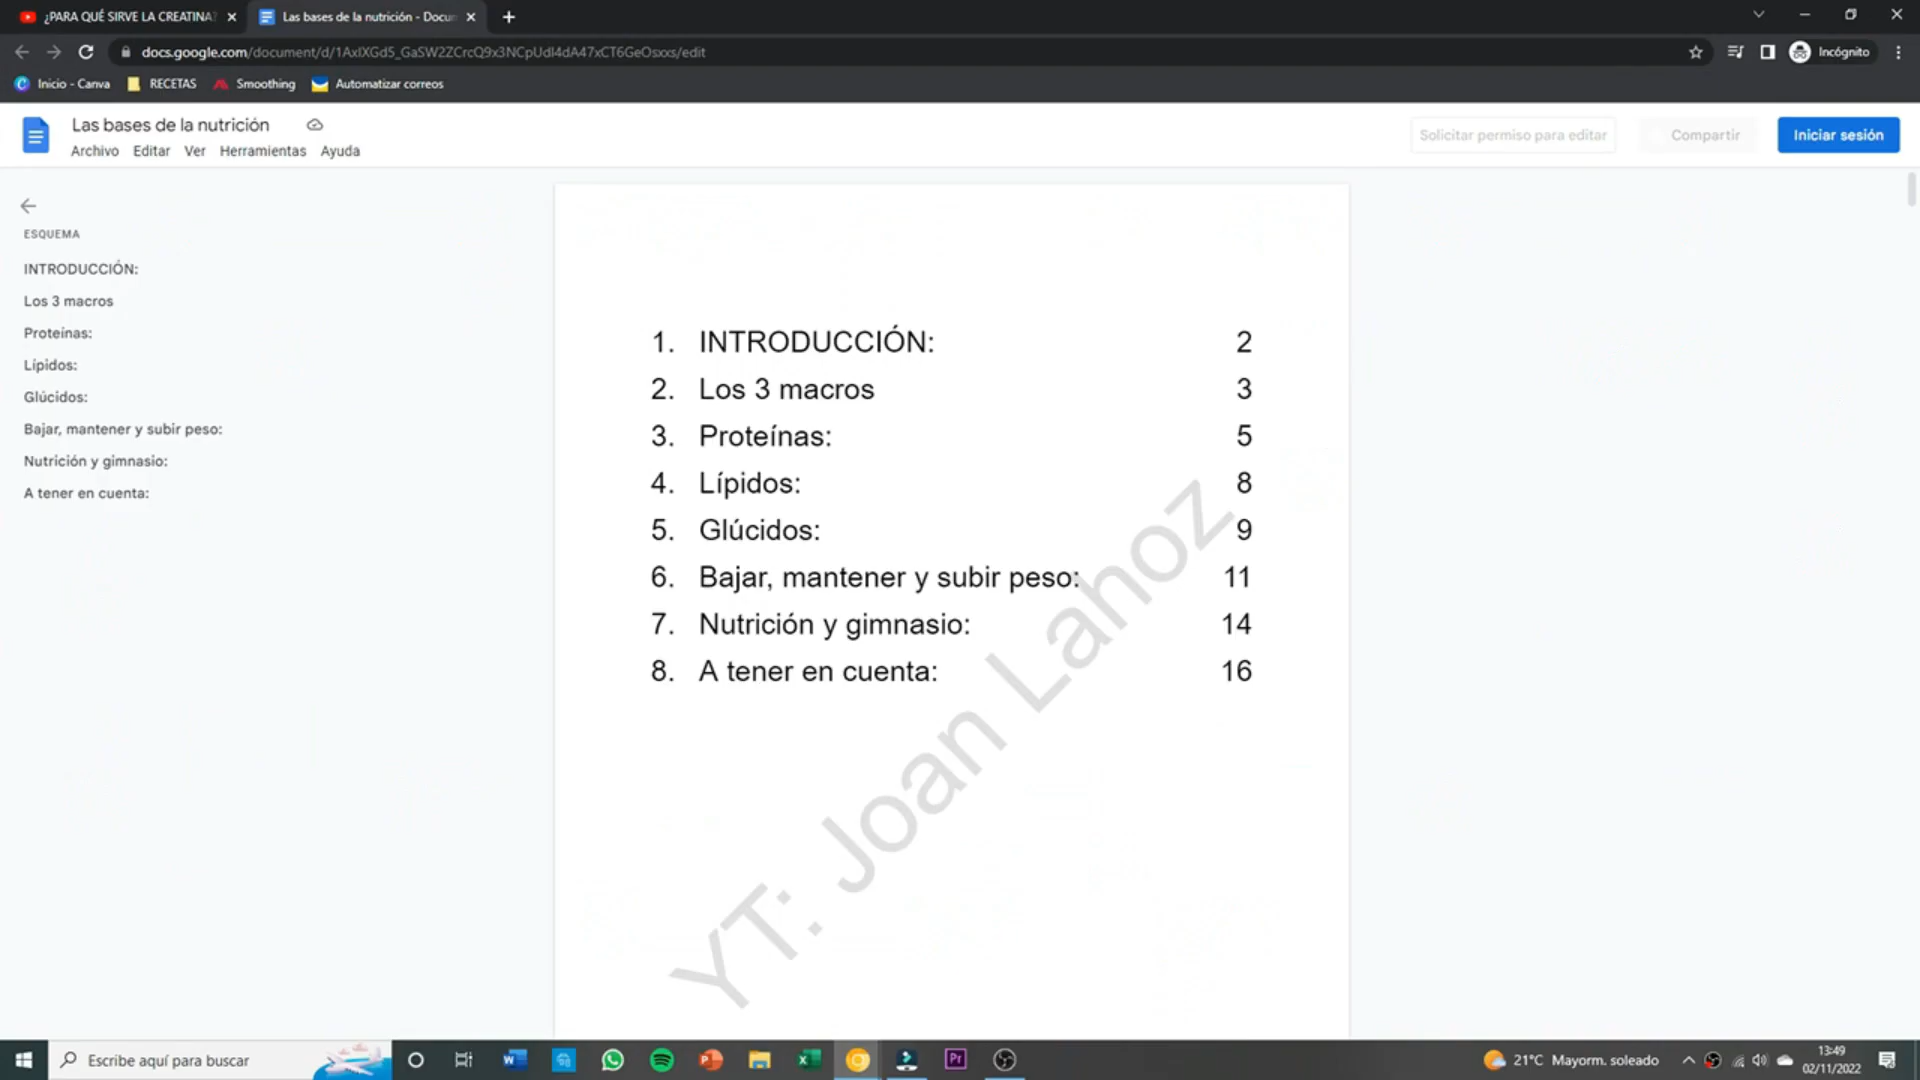 ¿PARA QUÉ SIRVE LA CREATINA?
Las bases de la nutrición - Docu
docs.google.com/document/d/1AxIXGd5_GaSW2ZCrcQ9x3NCpUdI4dA47xCT6GeOsxxs/edit
Incógnito
Inicio - Canva
RECETAS
Smoothing
Automatizar correos
Las bases de la nutrición
Archivo Editar Ver Herramientas Ayuda
Solicitar permiso para editar
Compartir
Iniciar sesión
ESQUEMA
INTRODUCCIÓN:
Los 3 macros
Proteínas:
Lípidos:
Glúcidos:
Bajar, mantener y subir peso:
Nutrición y gimnasio:
A tener en cuenta:
1. INTRODUCCIÓN: 2
2. Los 3 macros 3
3. Proteínas: 5
4. Lípidos: 8
5. Glúcidos: 9
6. Bajar, mantener y subir peso: 11
7. Nutrición y gimnasio: 14
8. A tener en cuenta: 16
YT: Joan Lahoz
Escribe aquí para buscar
Pr
21°C Mayorm. soleado
13:49
02/11/2022